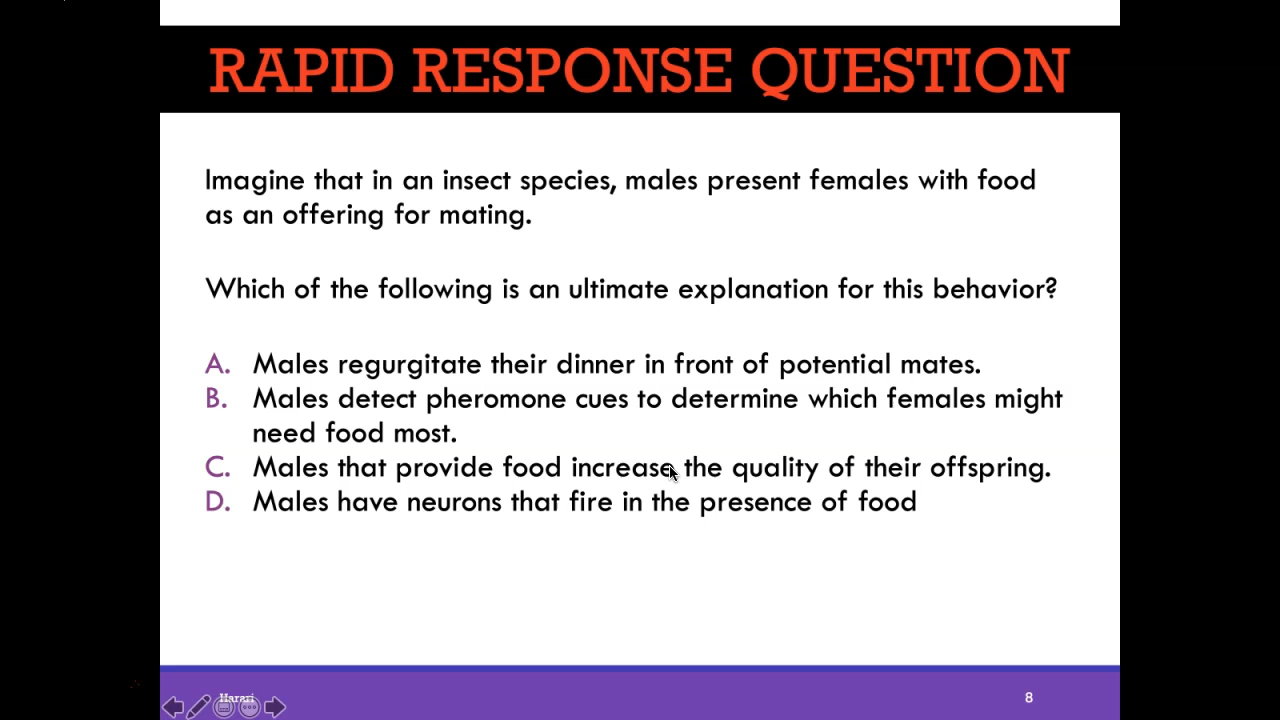 RAPID RESPONSE QUESTION
Imagine that in an insect species, males present females with food
as an offering for mating.
Which of the following is an ultimate explanation for this behavior?
A. Males regurgitate their dinner in front of potential mates.
B. Males detect pheromone cues to determine which females might
need food most.
C. Males that provide food increase the quality of their offspring.
D. Males have neurons that fire in the presence of food
Harari
8